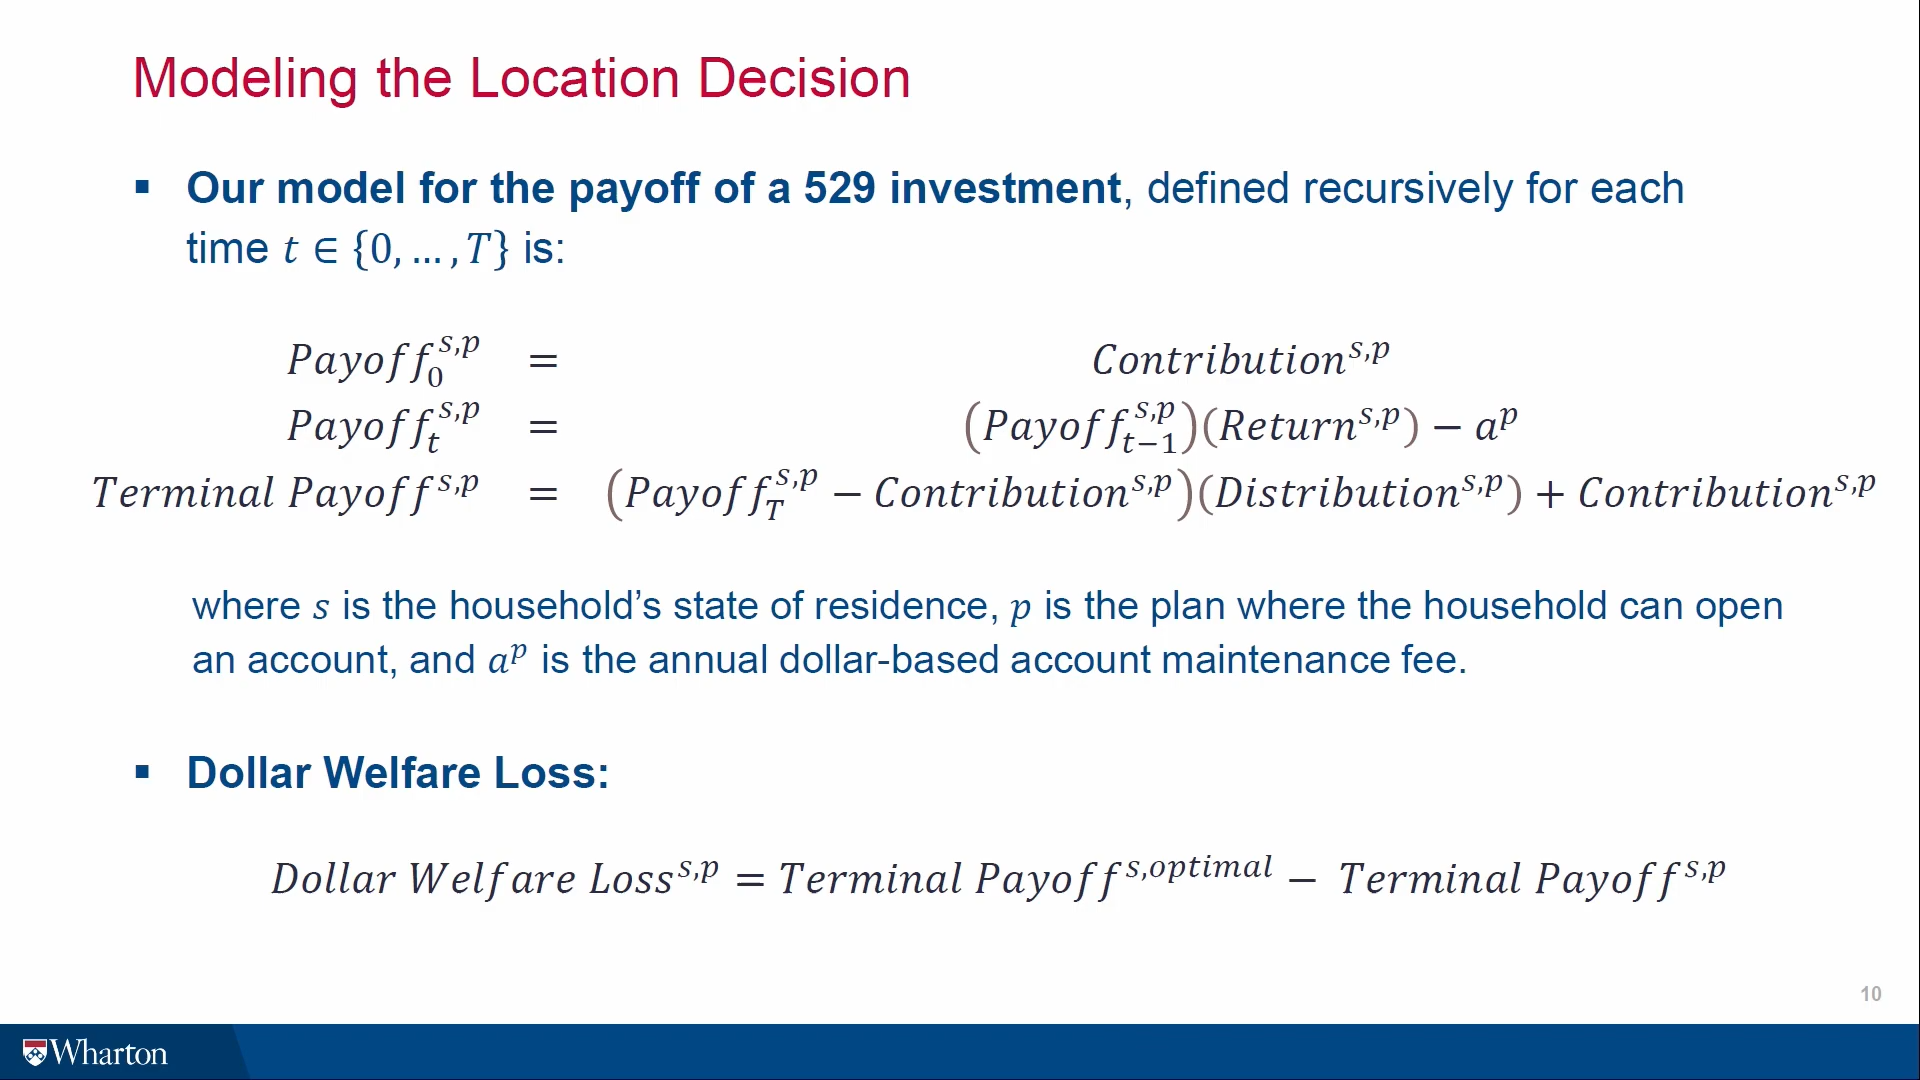 Modeling the Location Decision
▪ Our model for the payoff of a 529 investment, defined recursively for each
time t ∈ {0, … , T} is:
Payoff_0^{s,p} = Contribution^{s,p}
Payoff_t^{s,p} = (Payoff_{t−1}^{s,p})(Return^{s,p}) − a^p
Terminal Payoff^{s,p} = (Payoff_T^{s,p} − Contribution^{s,p})(Distribution^{s,p}) + Contribution^{s,p}
where s is the household’s state of residence, p is the plan where the household can open
an account, and a^p is the annual dollar-based account maintenance fee.
▪ Dollar Welfare Loss:
Dollar Welfare Loss^{s,p} = Terminal Payoff^{s,optimal} − Terminal Payoff^{s,p}
10
Wharton